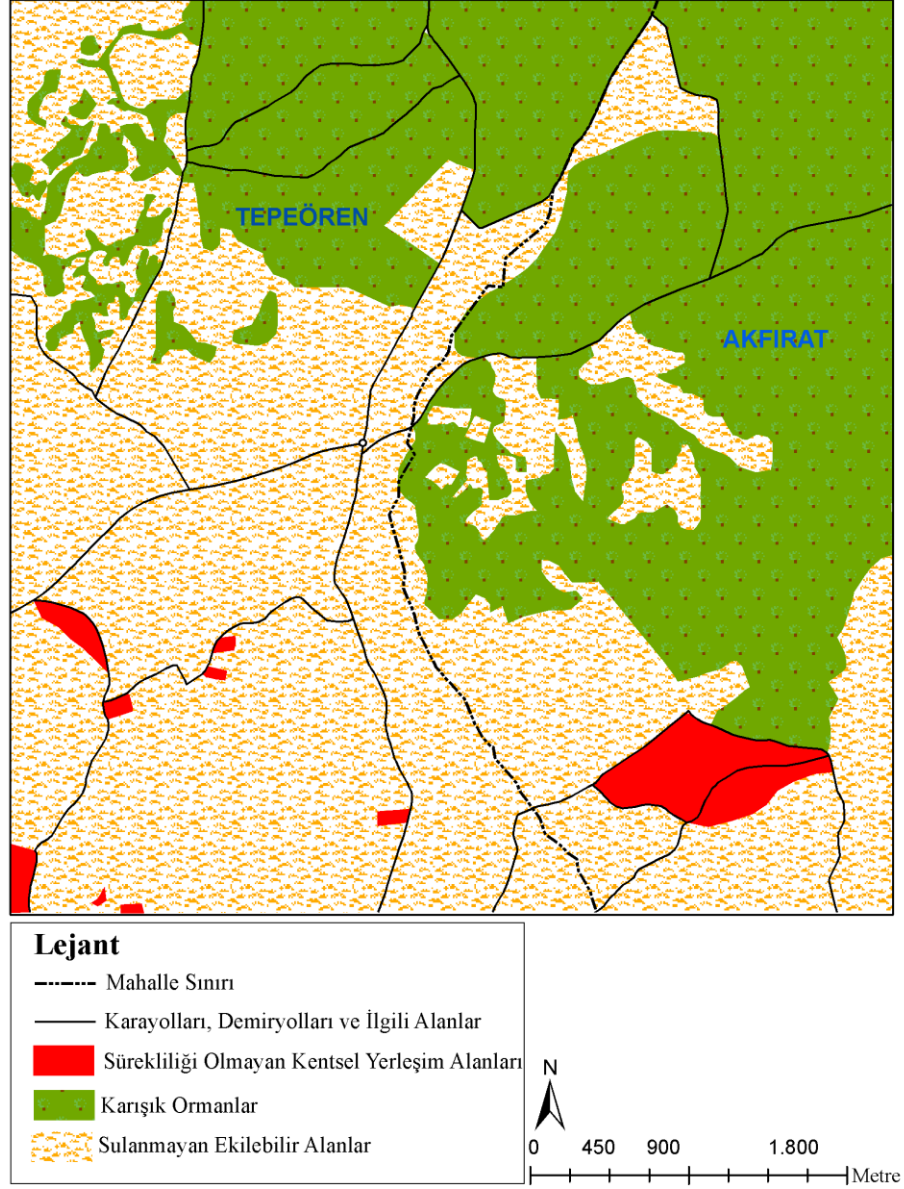 TEPEÖREN
AKFIRAT
Lejant
Mahalle Sınırı
Karayolları, Demiryolları ve İlgili Alanlar
Sürekliliği Olmayan Kentsel Yerleşim Alanları
Karışık Ormanlar
Sulanmayan Ekilebilir Alanlar
N
0 450 900 1.800
Metre